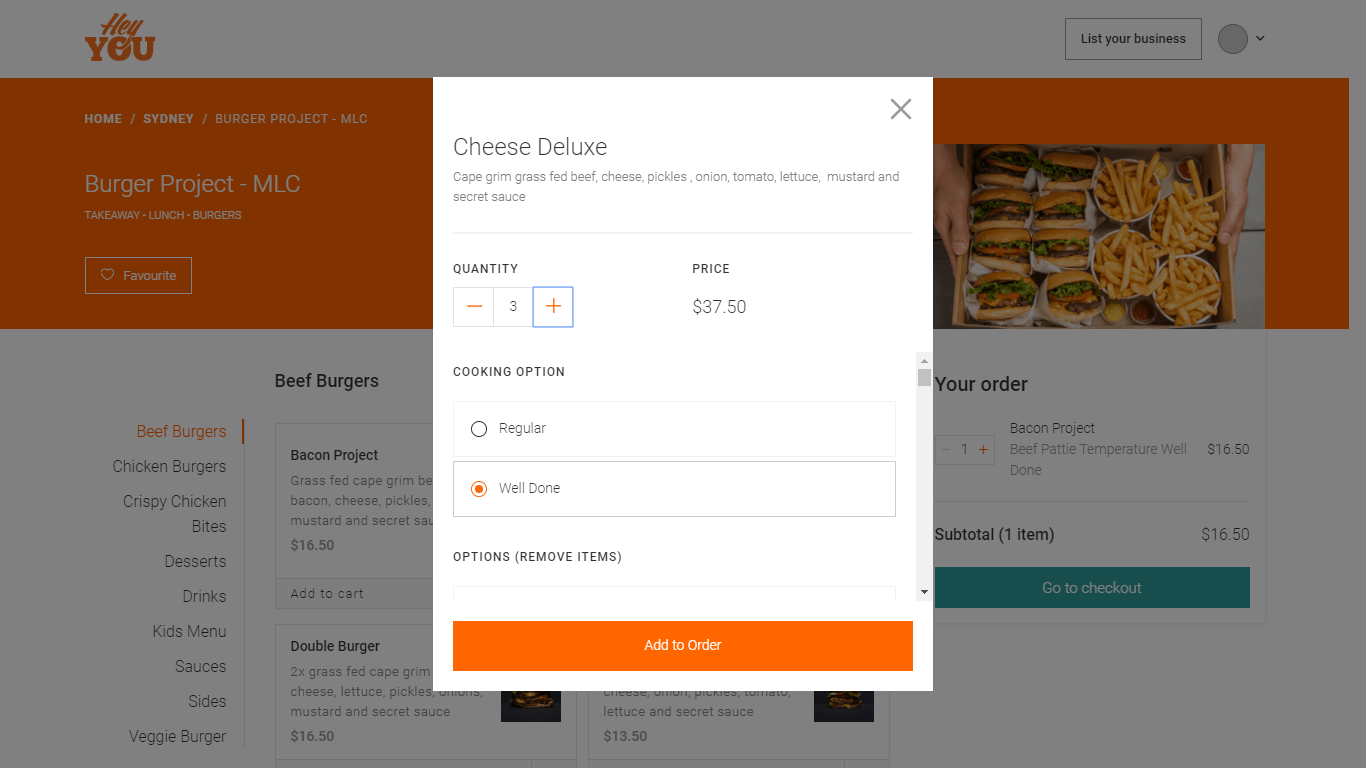 Hey
YOU
List your business
HOME / SYDNEY / BURGER PROJECT - MLC
Burger Project - MLC
TAKEAWAY • LUNCH • BURGERS
Favourite
Beef Burgers
Chicken Burgers
Crispy Chicken
Bites
Desserts
Drinks
Kids Menu
Sauces
Sides
Veggie Burger
Beef Burgers
Bacon Project
Grass fed cape grim be
bacon, cheese, pickles,
mustard and secret sau
$16.50
Add to cart
Double Burger
2x grass fed cape grim
cheese, lettuce, pickles, onions,
mustard and secret sauce
$16.50
cheese, onion, pickles, tomato,
lettuce and secret sauce
$13.50
Cheese Deluxe
Cape grim grass fed beef, cheese, pickles , onion, tomato, lettuce, mustard and
secret sauce
QUANTITY
PRICE
3
$37.50
COOKING OPTION
Regular
Well Done
OPTIONS (REMOVE ITEMS)
Add to Order
Your order
1
Bacon Project
Beef Pattie Temperature Well
Done
$16.50
Subtotal (1 item)
$16.50
Go to checkout